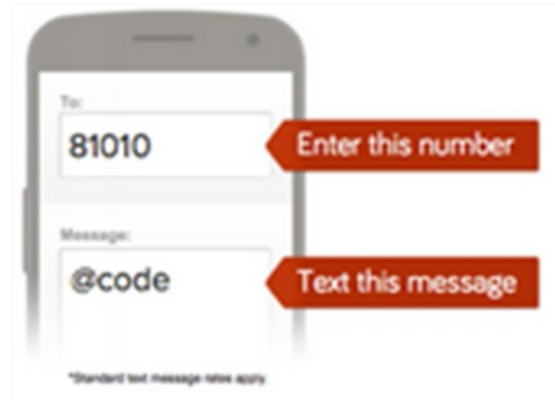 To:
81010
Enter this number
Message:
@code
Text this message
*Standard text message rates apply.